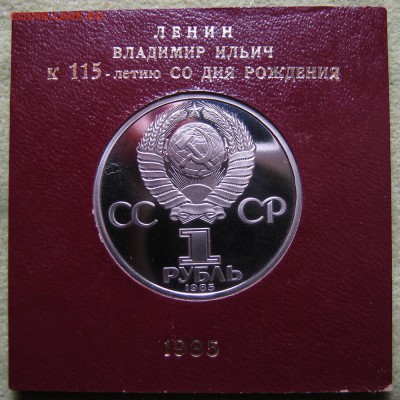 ЛЕНИН
ВЛАДИМИР ИЛЬИЧ
К 115-летию СО ДНЯ РОЖДЕНИЯ
СС СР
1
РУБЛЬ
1985
1985